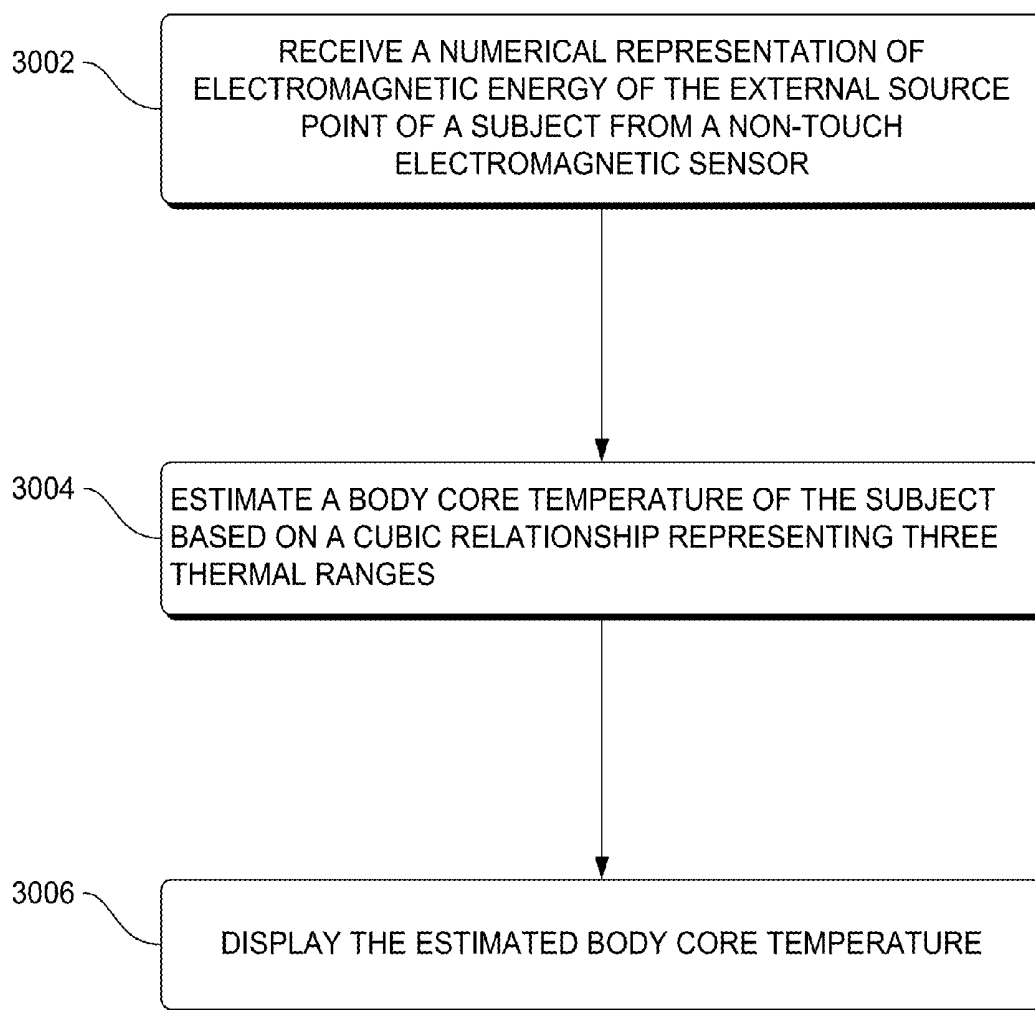 3002
RECEIVE A NUMERICAL REPRESENTATION OF
ELECTROMAGNETIC ENERGY OF THE EXTERNAL SOURCE
POINT OF A SUBJECT FROM A NON-TOUCH
ELECTROMAGNETIC SENSOR
3004
ESTIMATE A BODY CORE TEMPERATURE OF THE SUBJECT
BASED ON A CUBIC RELATIONSHIP REPRESENTING THREE
THERMAL RANGES
3006
DISPLAY THE ESTIMATED BODY CORE TEMPERATURE